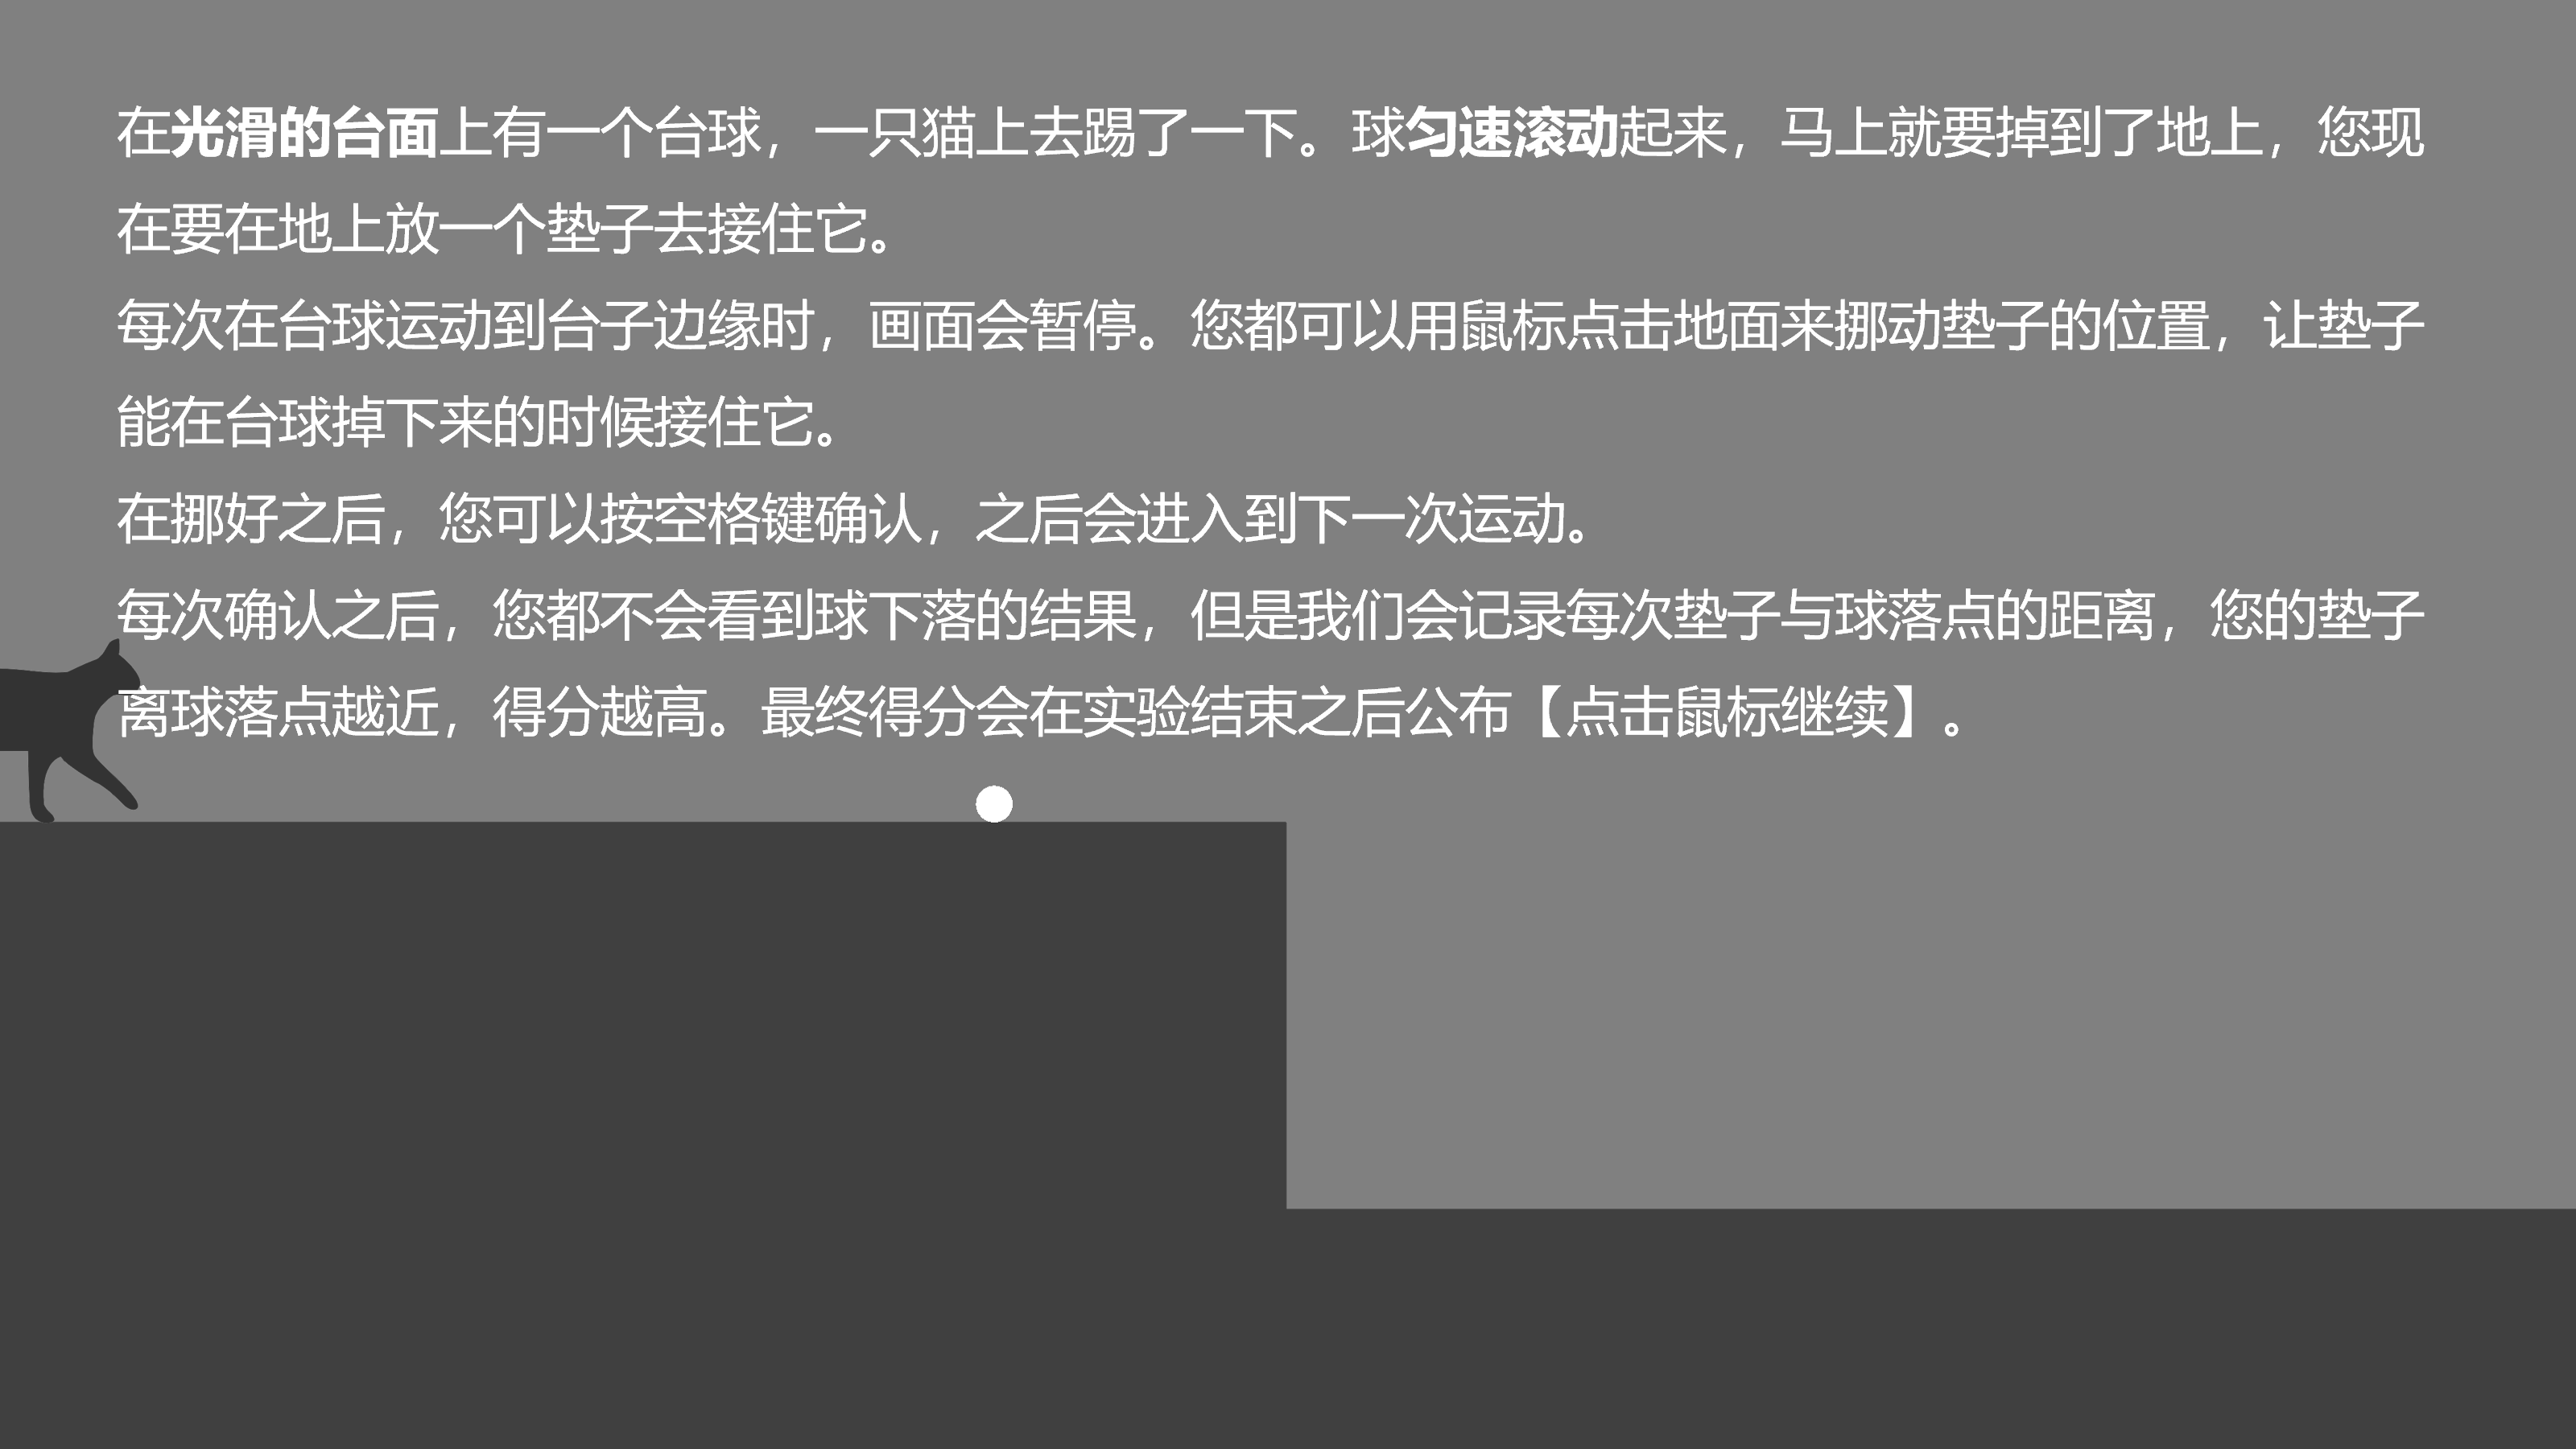 在光滑的台面上有一个台球，一只猫上去踢了一下。球匀速滚动起来，马上就要掉到了地上，您现
在要在地上放一个垫子去接住它。
每次在台球运动到台子边缘时，画面会暂停。您都可以用鼠标点击地面来挪动垫子的位置，让垫子
能在台球掉下来的时候接住它。
在挪好之后，您可以按空格键确认，之后会进入到下一次运动。
每次确认之后，您都不会看到球下落的结果，但是我们会记录每次垫子与球落点的距离，您的垫子
离球落点越近，得分越高。最终得分会在实验结束之后公布【点击鼠标继续】。